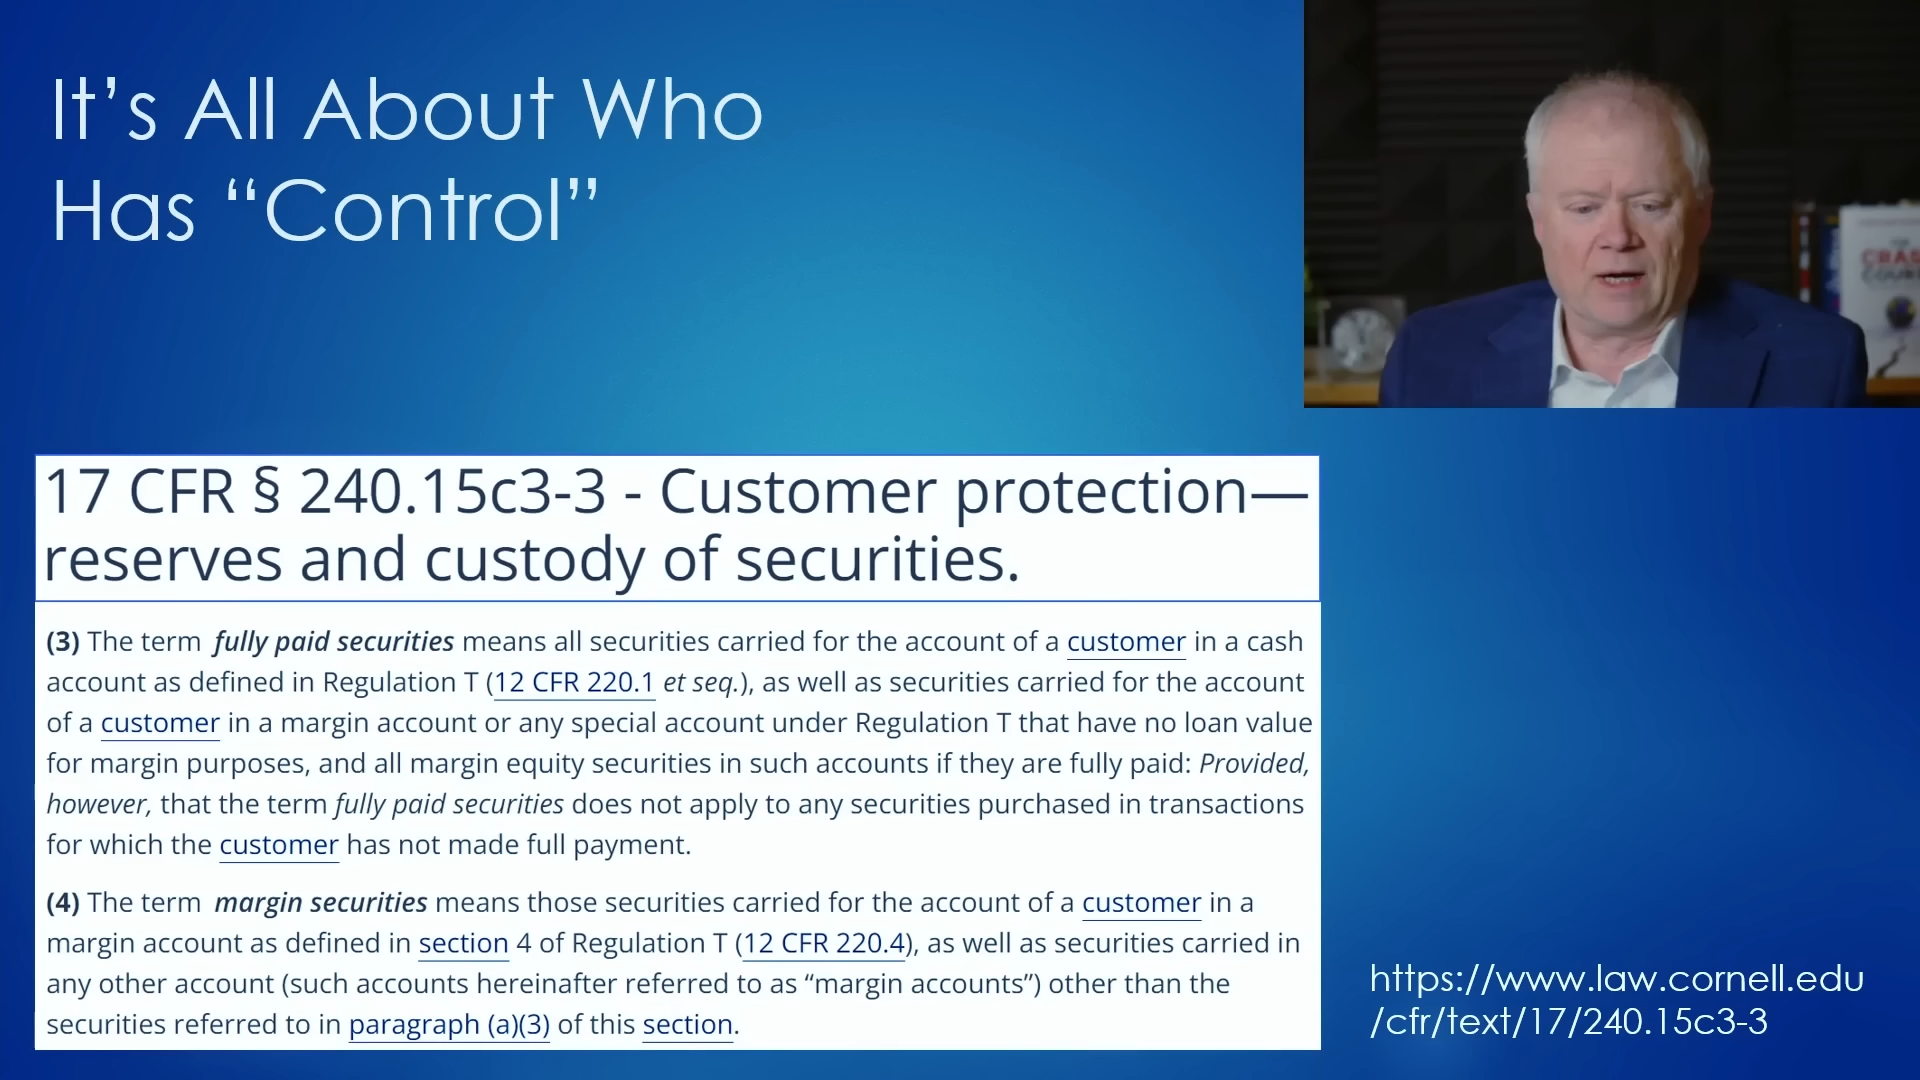 It’s All About Who
Has “Control”
CRAS
COUR
17 CFR § 240.15c3-3 - Customer protection—
reserves and custody of securities.
(3) The term fully paid securities means all securities carried for the account of a customer in a cash
account as defined in Regulation T (12 CFR 220.1 et seq.), as well as securities carried for the account
of a customer in a margin account or any special account under Regulation T that have no loan value
for margin purposes, and all margin equity securities in such accounts if they are fully paid: Provided,
however, that the term fully paid securities does not apply to any securities purchased in transactions
for which the customer has not made full payment.
(4) The term margin securities means those securities carried for the account of a customer in a
margin account as defined in section 4 of Regulation T (12 CFR 220.4), as well as securities carried in
any other account (such accounts hereinafter referred to as “margin accounts”) other than the
securities referred to in paragraph (a)(3) of this section.
https://www.law.cornell.edu
/cfr/text/17/240.15c3-3